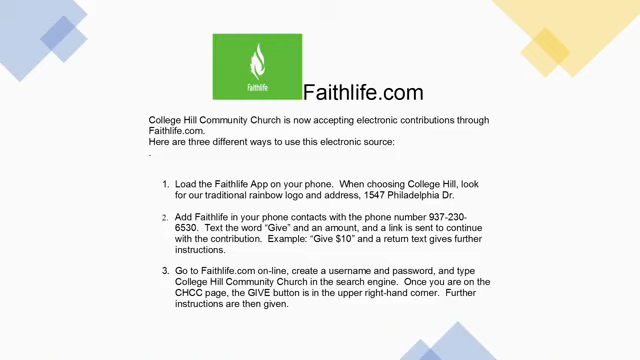 Faithlife
Faithlife.com
College Hill Community Church is now accepting electronic contributions through
Faithlife.com.
Here are three different ways to use this electronic source:
.
1. Load the Faithlife App on your phone. When choosing College Hill, look
for our traditional rainbow logo and address, 1547 Philadelphia Dr.
2. Add Faithlife in your phone contacts with the phone number 937-230-
6530. Text the word “Give” and an amount, and a link is sent to continue
with the contribution. Example: “Give $10” and a return text gives further
instructions.
3. Go to Faithlife.com on-line, create a username and password, and type
College Hill Community Church in the search engine. Once you are on the
CHCC page, the GIVE button is in the upper right-hand corner. Further
instructions are then given.